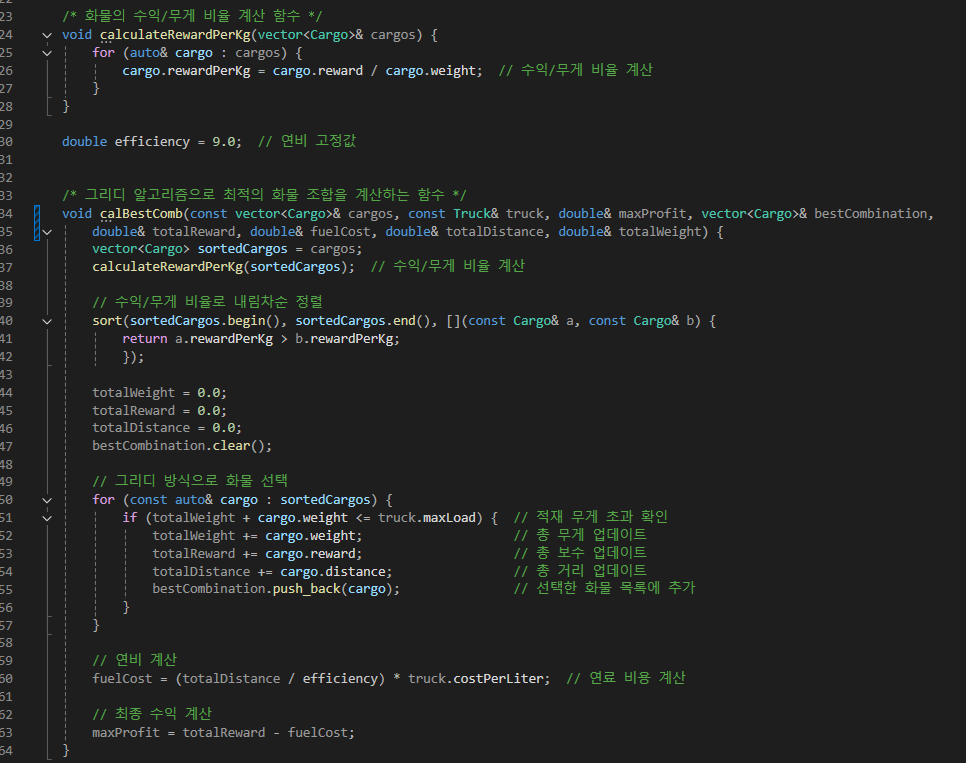 23 /* 화물의 수익/무게 비율 계산 함수 */
24 void calculateRewardPerKg(vector<Cargo>& cargos) {
25     for (auto& cargo : cargos) {
26         cargo.rewardPerKg = cargo.reward / cargo.weight;  // 수익/무게 비율 계산
27     }
28 }
29
30 double efficiency = 9.0;  // 연비 고정값
31
32
33 /* 그리디 알고리즘으로 최적의 화물 조합을 계산하는 함수 */
34 void calBestComb(const vector<Cargo>& cargos, const Truck& truck, double& maxProfit, vector<Cargo>& bestCombination,
35     double& totalReward, double& fuelCost, double& totalDistance, double& totalWeight) {
36     vector<Cargo> sortedCargos = cargos;
37     calculateRewardPerKg(sortedCargos);  // 수익/무게 비율 계산
38
39     // 수익/무게 비율로 내림차순 정렬
40     sort(sortedCargos.begin(), sortedCargos.end(), [](const Cargo& a, const Cargo& b) {
41         return a.rewardPerKg > b.rewardPerKg;
42         });
43
44     totalWeight = 0.0;
45     totalReward = 0.0;
46     totalDistance = 0.0;
47     bestCombination.clear();
48
49     // 그리디 방식으로 화물 선택
50     for (const auto& cargo : sortedCargos) {
51         if (totalWeight + cargo.weight <= truck.maxLoad) {  // 적재 무게 초과 확인
52             totalWeight += cargo.weight;                    // 총 무게 업데이트
53             totalReward += cargo.reward;                    // 총 보수 업데이트
54             totalDistance += cargo.distance;                // 총 거리 업데이트
55             bestCombination.push_back(cargo);               // 선택한 화물 목록에 추가
56         }
57     }
58
59     // 연비 계산
60     fuelCost = (totalDistance / efficiency) * truck.costPerLiter;  // 연료 비용 계산
61
62     // 최종 수익 계산
63     maxProfit = totalReward - fuelCost;
64 }